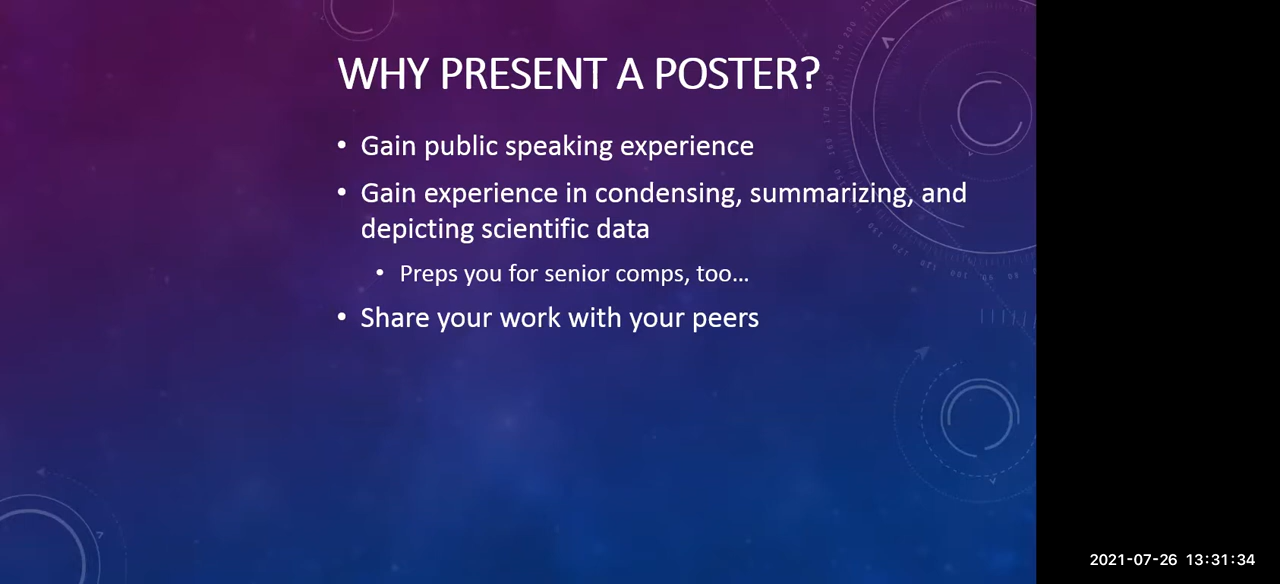 WHY PRESENT A POSTER?
• Gain public speaking experience
• Gain experience in condensing, summarizing, and
depicting scientific data
• Preps you for senior comps, too…
• Share your work with your peers
2021-07-26 13:31:34